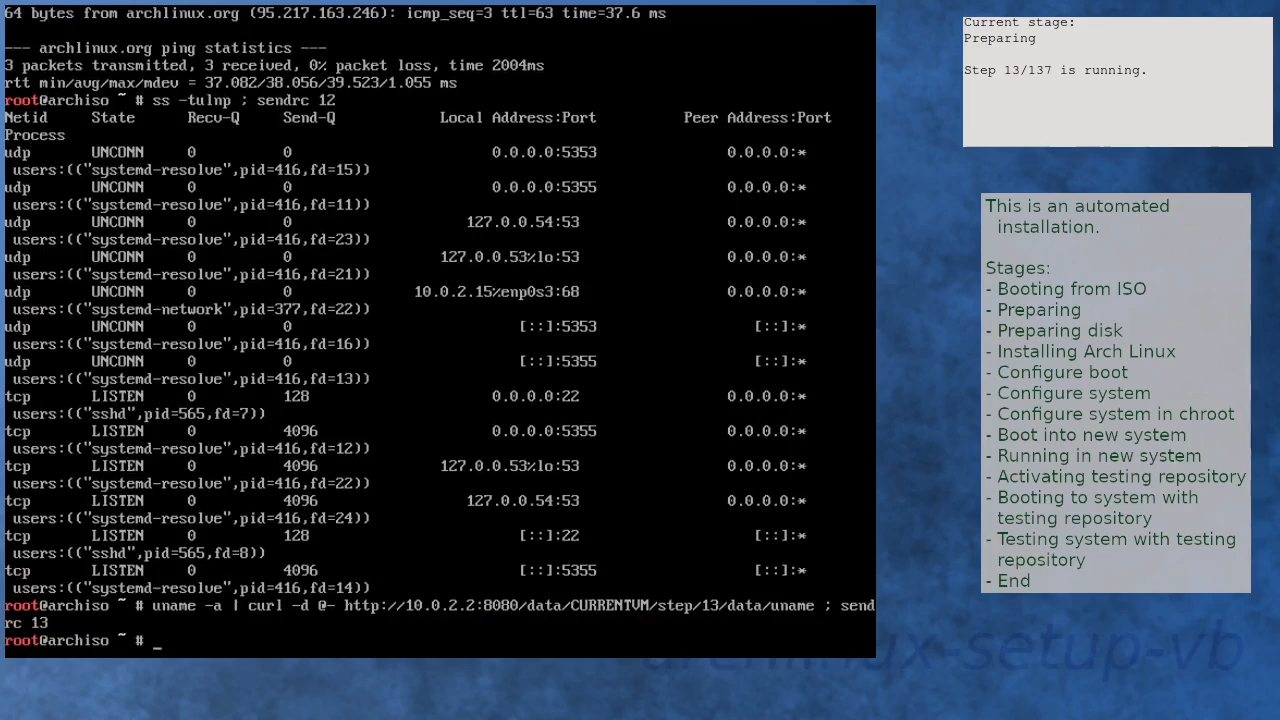 64 bytes from archlinux.org (95.217.163.246): icmp_seq=3 ttl=63 time=37.6 ms

--- archlinux.org ping statistics ---
3 packets transmitted, 3 received, 0% packet loss, time 2004ms
rtt min/avg/max/mdev = 37.082/38.056/39.523/1.055 ms
root@archiso ~ # ss -tulnp ; sendrc 12
Netid State Recv-Q Send-Q Local Address:Port Peer Address:Port
Process
udp UNCONN 0 0 0.0.0.0:5353 0.0.0.0:*
users:(("systemd-resolve",pid=416,fd=15))
udp UNCONN 0 0 0.0.0.0:5355 0.0.0.0:*
users:(("systemd-resolve",pid=416,fd=11))
udp UNCONN 0 0 127.0.0.54:53 0.0.0.0:*
users:(("systemd-resolve",pid=416,fd=23))
udp UNCONN 0 0 127.0.0.53%lo:53 0.0.0.0:*
users:(("systemd-resolve",pid=416,fd=21))
udp UNCONN 0 0 10.0.2.15%enp0s3:68 0.0.0.0:*
users:(("systemd-network",pid=377,fd=22))
udp UNCONN 0 0 [::]:5353 [::]:*
users:(("systemd-resolve",pid=416,fd=16))
udp UNCONN 0 0 [::]:5355 [::]:*
users:(("systemd-resolve",pid=416,fd=13))
tcp LISTEN 0 128 0.0.0.0:22 0.0.0.0:*
users:(("sshd",pid=565,fd=7))
tcp LISTEN 0 4096 0.0.0.0:5355 0.0.0.0:*
users:(("systemd-resolve",pid=416,fd=12))
tcp LISTEN 0 4096 127.0.0.53%lo:53 0.0.0.0:*
users:(("systemd-resolve",pid=416,fd=22))
tcp LISTEN 0 4096 127.0.0.54:53 0.0.0.0:*
users:(("systemd-resolve",pid=416,fd=24))
tcp LISTEN 0 128 [::]:22 [::]:*
users:(("sshd",pid=565,fd=8))
tcp LISTEN 0 4096 [::]:5355 [::]:*
users:(("systemd-resolve",pid=416,fd=14))
root@archiso ~ # uname -a | curl -d @- http://10.0.2.2:8080/data/CURRENTVM/step/13/data/uname ; send
rc 13
root@archiso ~ # _
Current stage:
Preparing

Step 13/137 is running.
This is an automated
installation.

Stages:
- Booting from ISO
- Preparing
- Preparing disk
- Installing Arch Linux
- Configure boot
- Configure system
- Configure system in chroot
- Boot into new system
- Running in new system
- Activating testing repository
- Booting to system with
testing repository
- Testing system with testing
repository
- End
archlinux-setup-vb